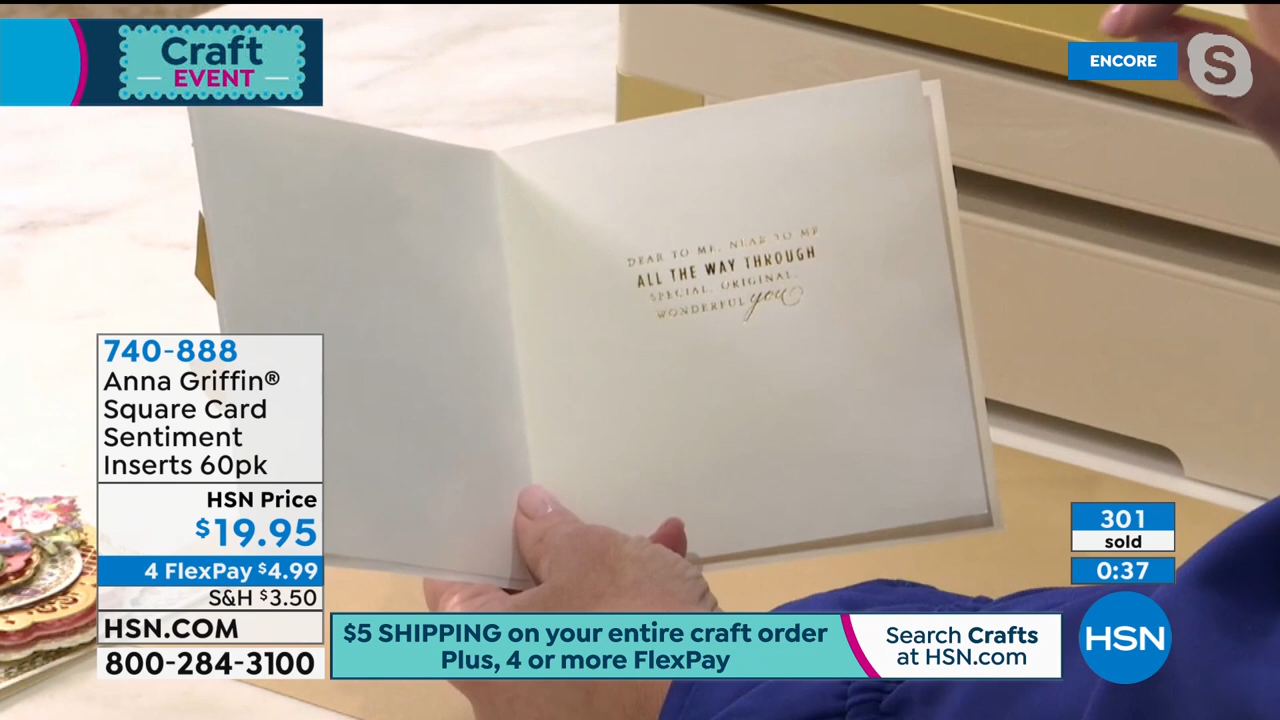 Craft
EVENT
ENCORE
S
DEAR TO ME, NEAR TO ME
ALL THE WAY THROUGH
SPECIAL, ORIGINAL,
WONDERFUL you
740-888
Anna Griffin®
Square Card
Sentiment
Inserts 60pk
HSN Price
$19.95
4 FlexPay $4.99
S&H $3.50
HSN.COM
800-284-3100
$5 SHIPPING on your entire craft order
Plus, 4 or more FlexPay
Search Crafts
at HSN.com
301
sold
0:37
HSN